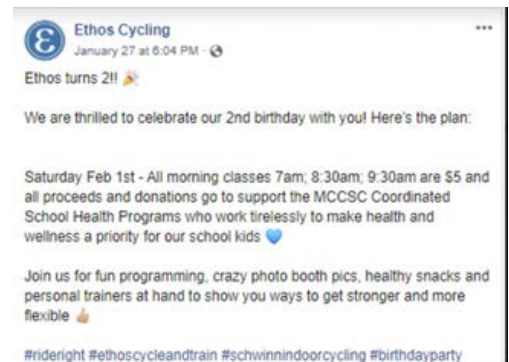 Ethos Cycling
January 27 at 6:04 PM ·
Ethos turns 2!! 🎉
We are thrilled to celebrate our 2nd birthday with you! Here's the plan:
Saturday Feb 1st - All morning classes 7am; 8:30am; 9:30am are $5 and
all proceeds and donations go to support the MCCSC Coordinated
School Health Programs who work tirelessly to make health and
wellness a priority for our school kids 💙
Join us for fun programming, crazy photo booth pics, healthy snacks and
personal trainers at hand to show you ways to get stronger and more
flexible 👍🏼
#rideright #ethoscycleandtrain #schwinnindoorcycling #birthdayparty